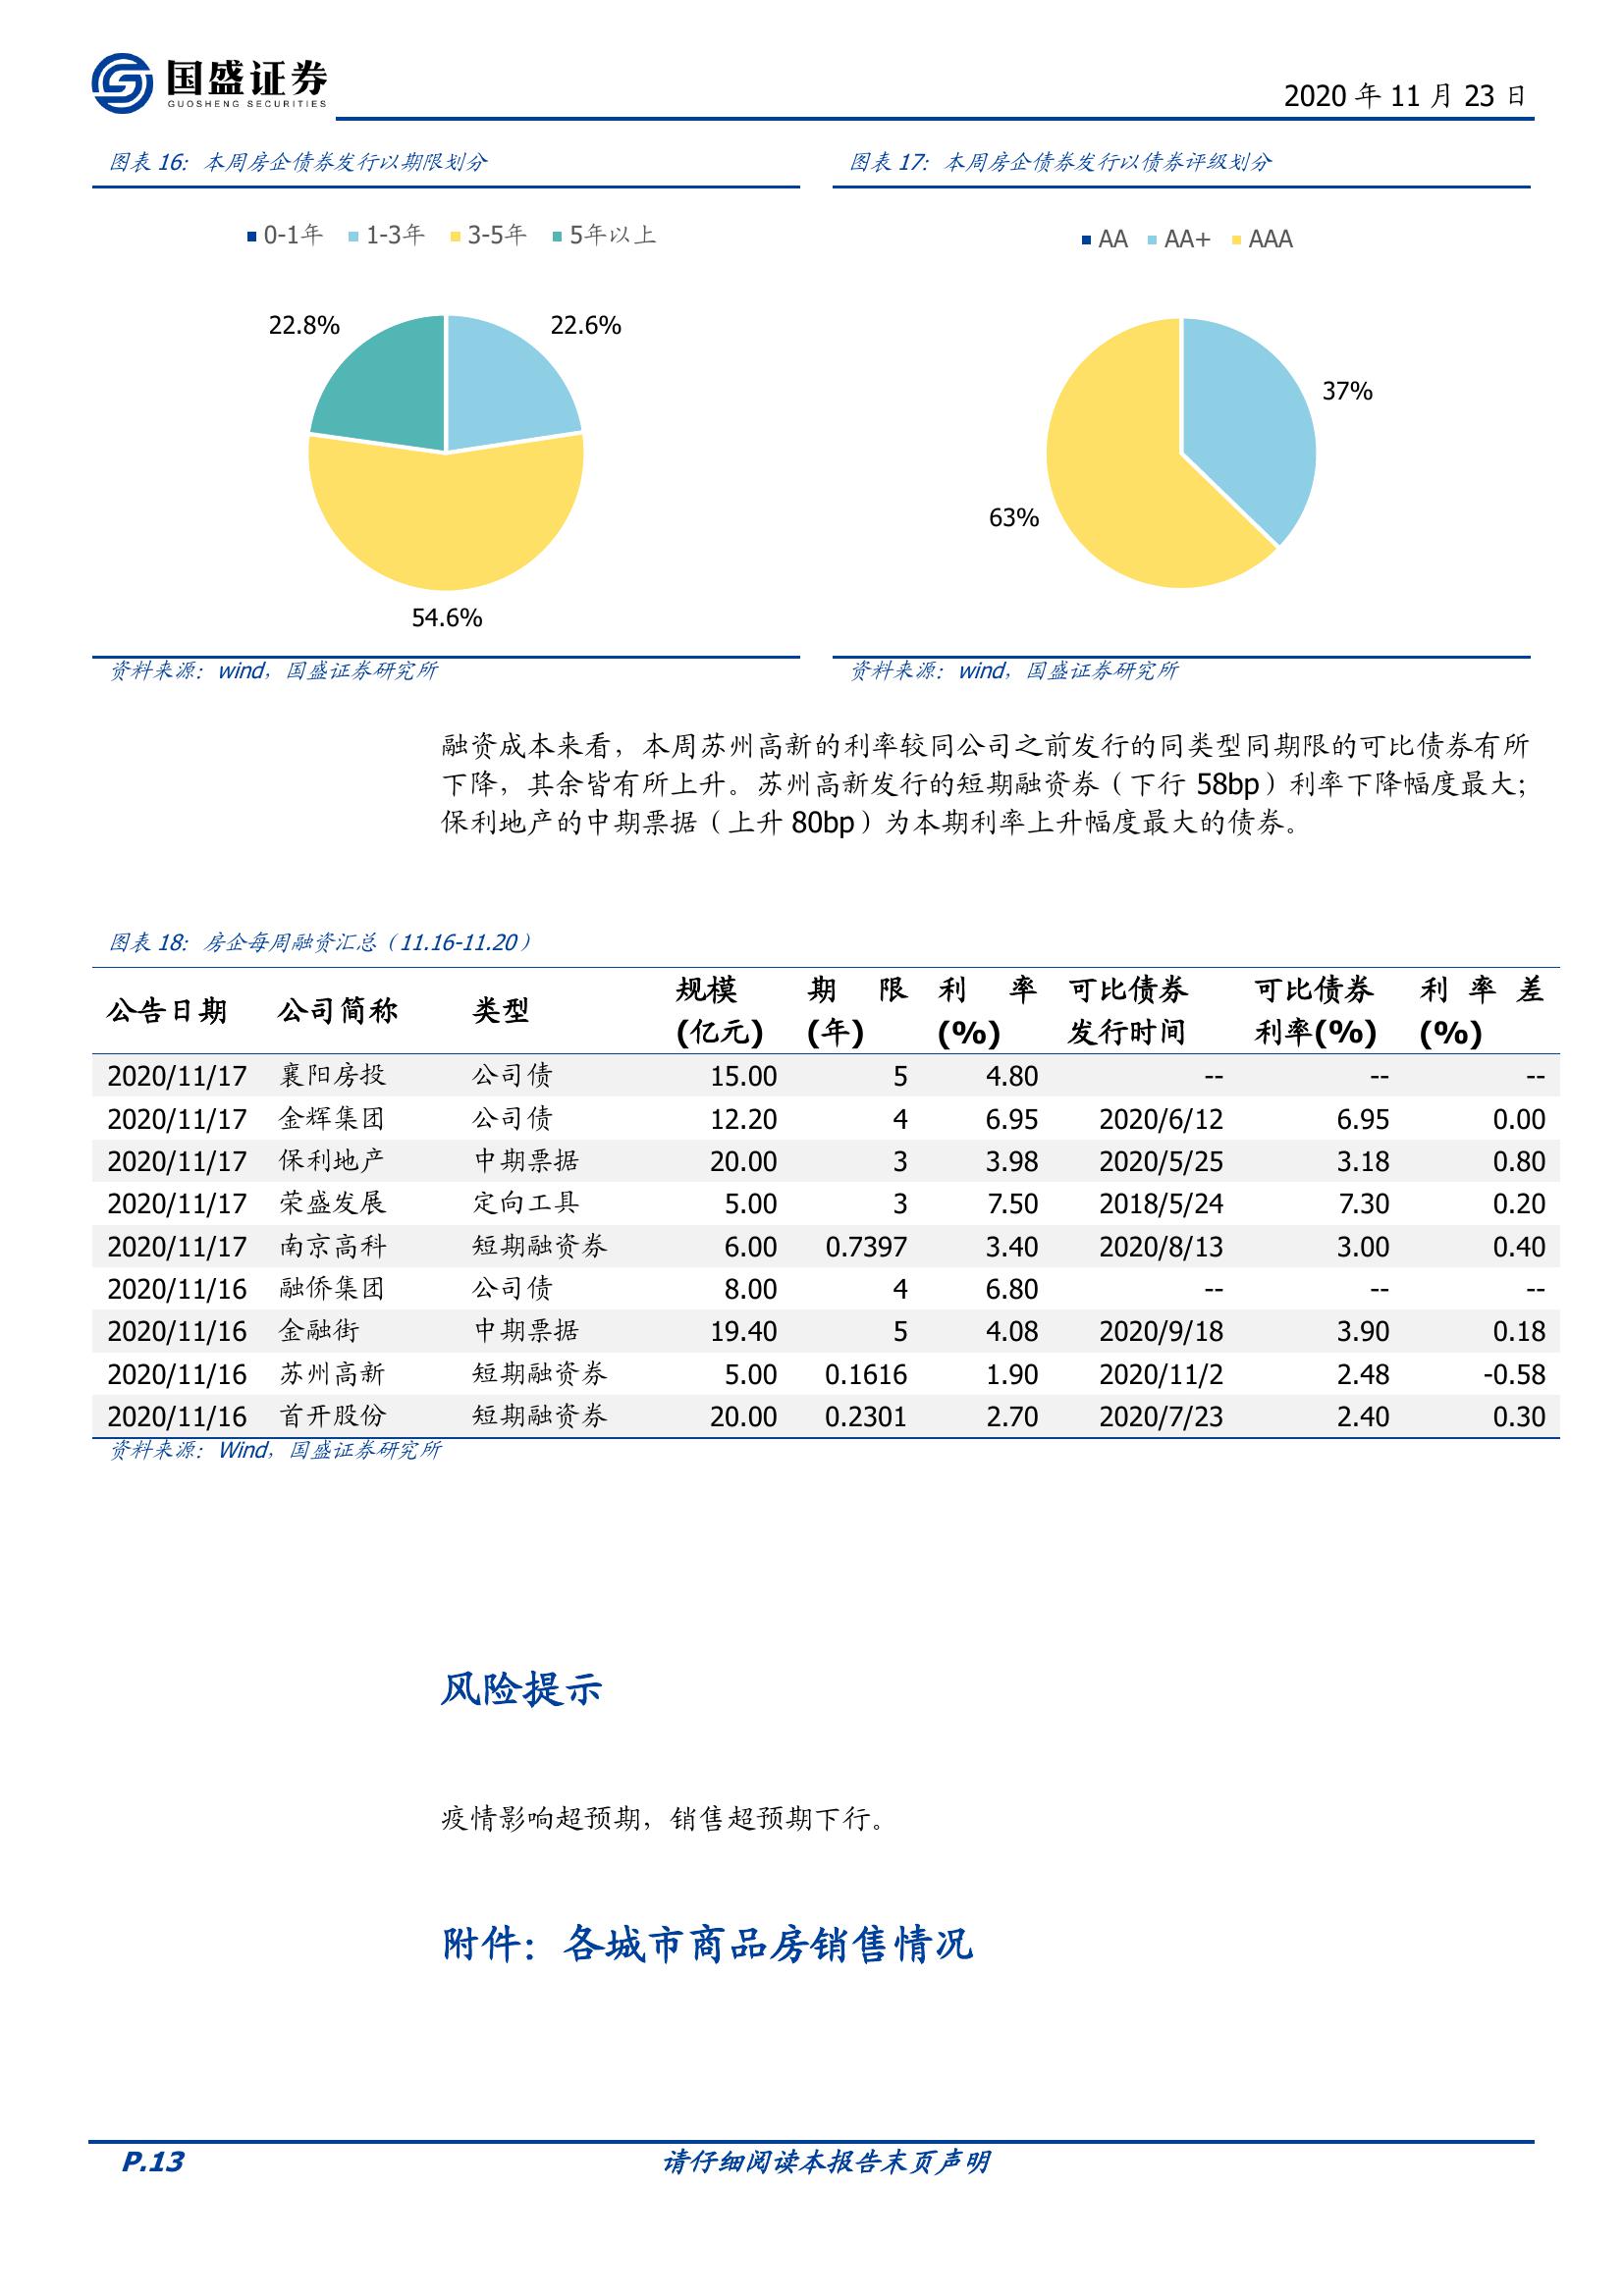 国盛证券
GUOSHENG SECURITIES
2020 年 11 月 23 日
图表 16：本周房企债券发行以期限划分
0-1年 1-3年 3-5年 5年以上
22.8% 22.6%
54.6%
资料来源：wind，国盛证券研究所
图表 17：本周房企债券发行以债券评级划分
AA AA+ AAA
37%
63%
资料来源：wind，国盛证券研究所
融资成本来看，本周苏州高新的利率较同公司之前发行的同类型同期限的可比债券有所
下降，其余皆有所上升。苏州高新发行的短期融资券（下行 58bp）利率下降幅度最大；
保利地产的中期票据（上升 80bp）为本期利率上升幅度最大的债券。
图表 18：房企每周融资汇总（11.16-11.20）
公告日期 公司简称 类型 规模(亿元) 期限(年) 利率(%) 可比债券发行时间 可比债券利率(%) 利率差(%)
2020/11/17 襄阳房投 公司债 15.00 5 4.80 -- -- --
2020/11/17 金辉集团 公司债 12.20 4 6.95 2020/6/12 6.95 0.00
2020/11/17 保利地产 中期票据 20.00 3 3.98 2020/5/25 3.18 0.80
2020/11/17 荣盛发展 定向工具 5.00 3 7.50 2018/5/24 7.30 0.20
2020/11/17 南京高科 短期融资券 6.00 0.7397 3.40 2020/8/13 3.00 0.40
2020/11/16 融侨集团 公司债 8.00 4 6.80 -- -- --
2020/11/16 金融街 中期票据 19.40 5 4.08 2020/9/18 3.90 0.18
2020/11/16 苏州高新 短期融资券 5.00 0.1616 1.90 2020/11/2 2.48 -0.58
2020/11/16 首开股份 短期融资券 20.00 0.2301 2.70 2020/7/23 2.40 0.30
资料来源：Wind，国盛证券研究所
风险提示
疫情影响超预期，销售超预期下行。
附件：各城市商品房销售情况
P.13 请仔细阅读本报告末页声明